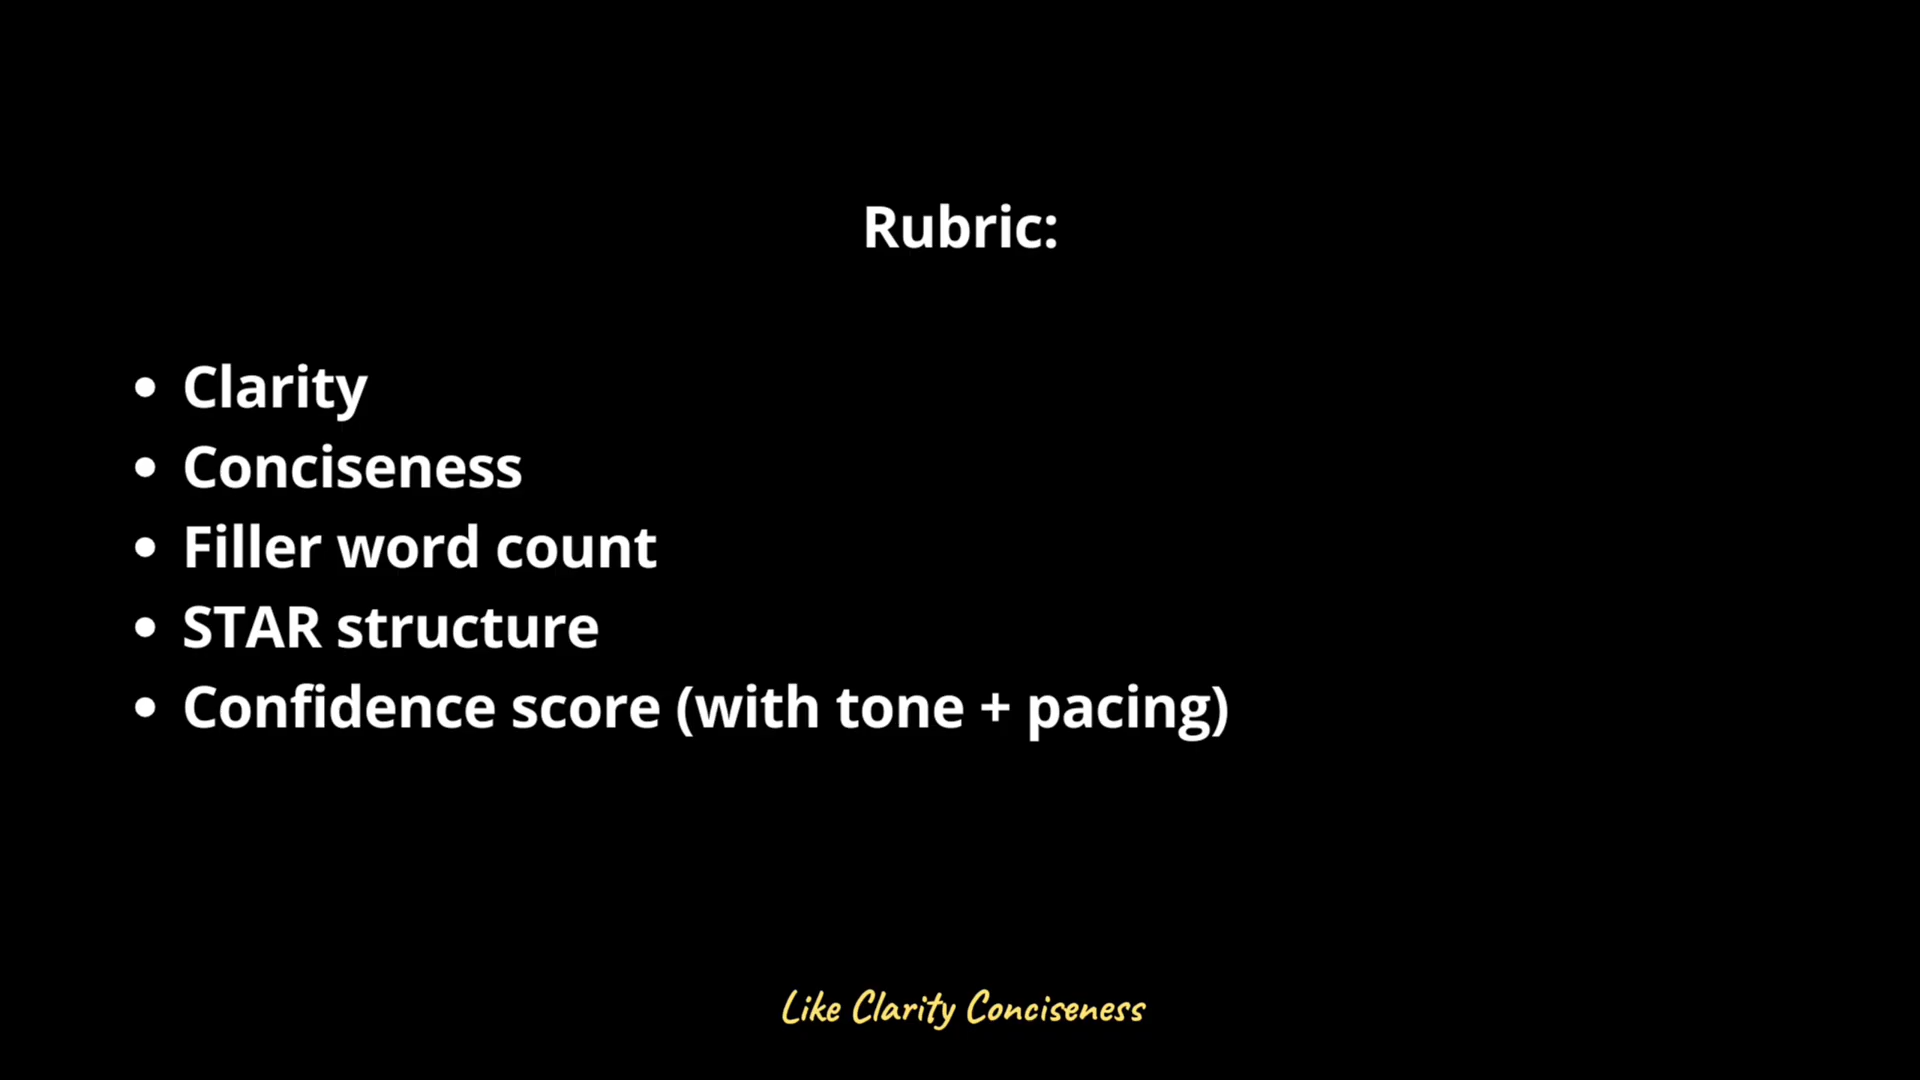 Rubric:
• Clarity
• Conciseness
• Filler word count
• STAR structure
• Confidence score (with tone + pacing)
Like Clarity Conciseness